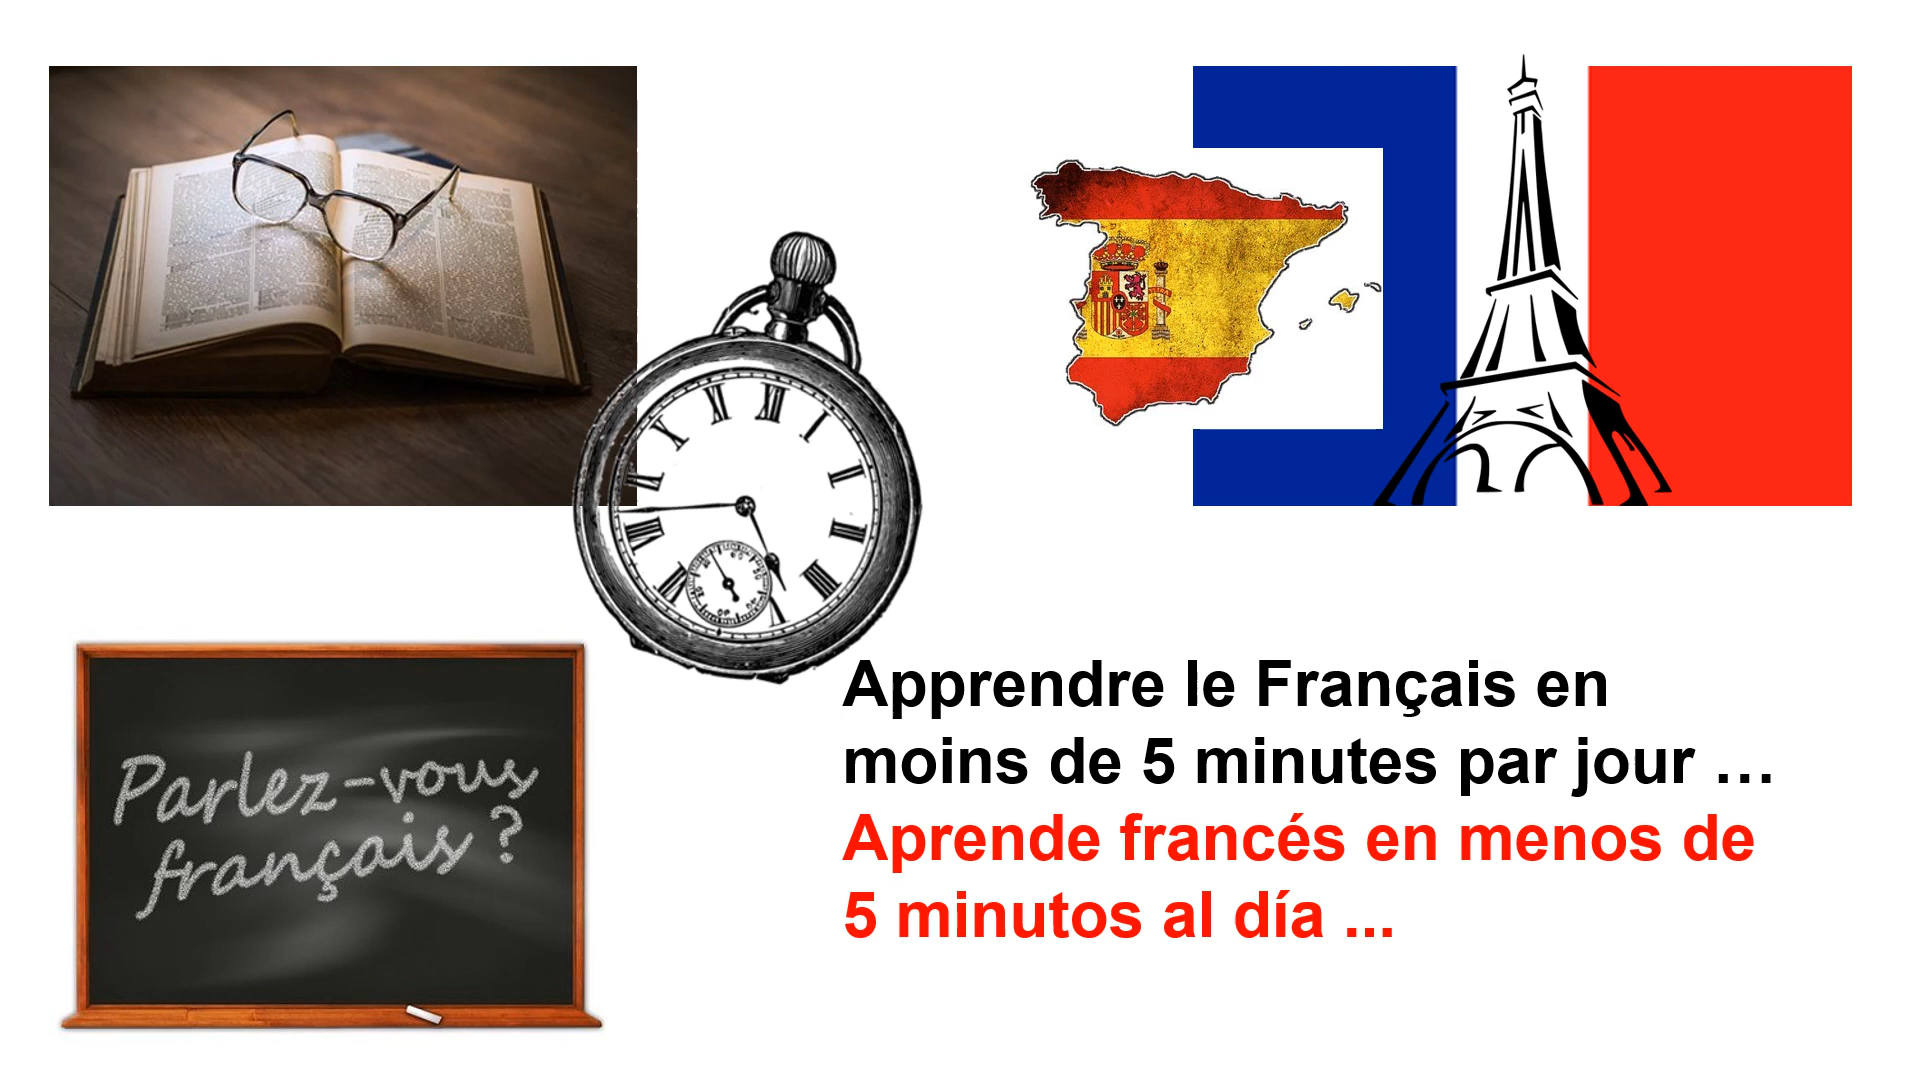 Parlez-vous
français ?
Apprendre le Français en
moins de 5 minutes par jour …
Aprende francés en menos de
5 minutos al día ...